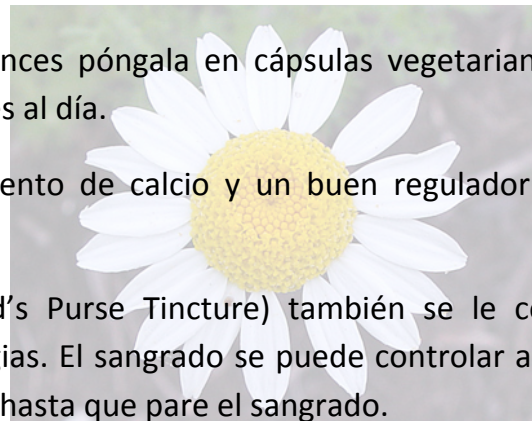 nces póngala en cápsulas vegetarian
s al día.
ento de calcio y un buen regulador
d’s Purse Tincture) también se le c
gias. El sangrado se puede controlar a
hasta que pare el sangrado.